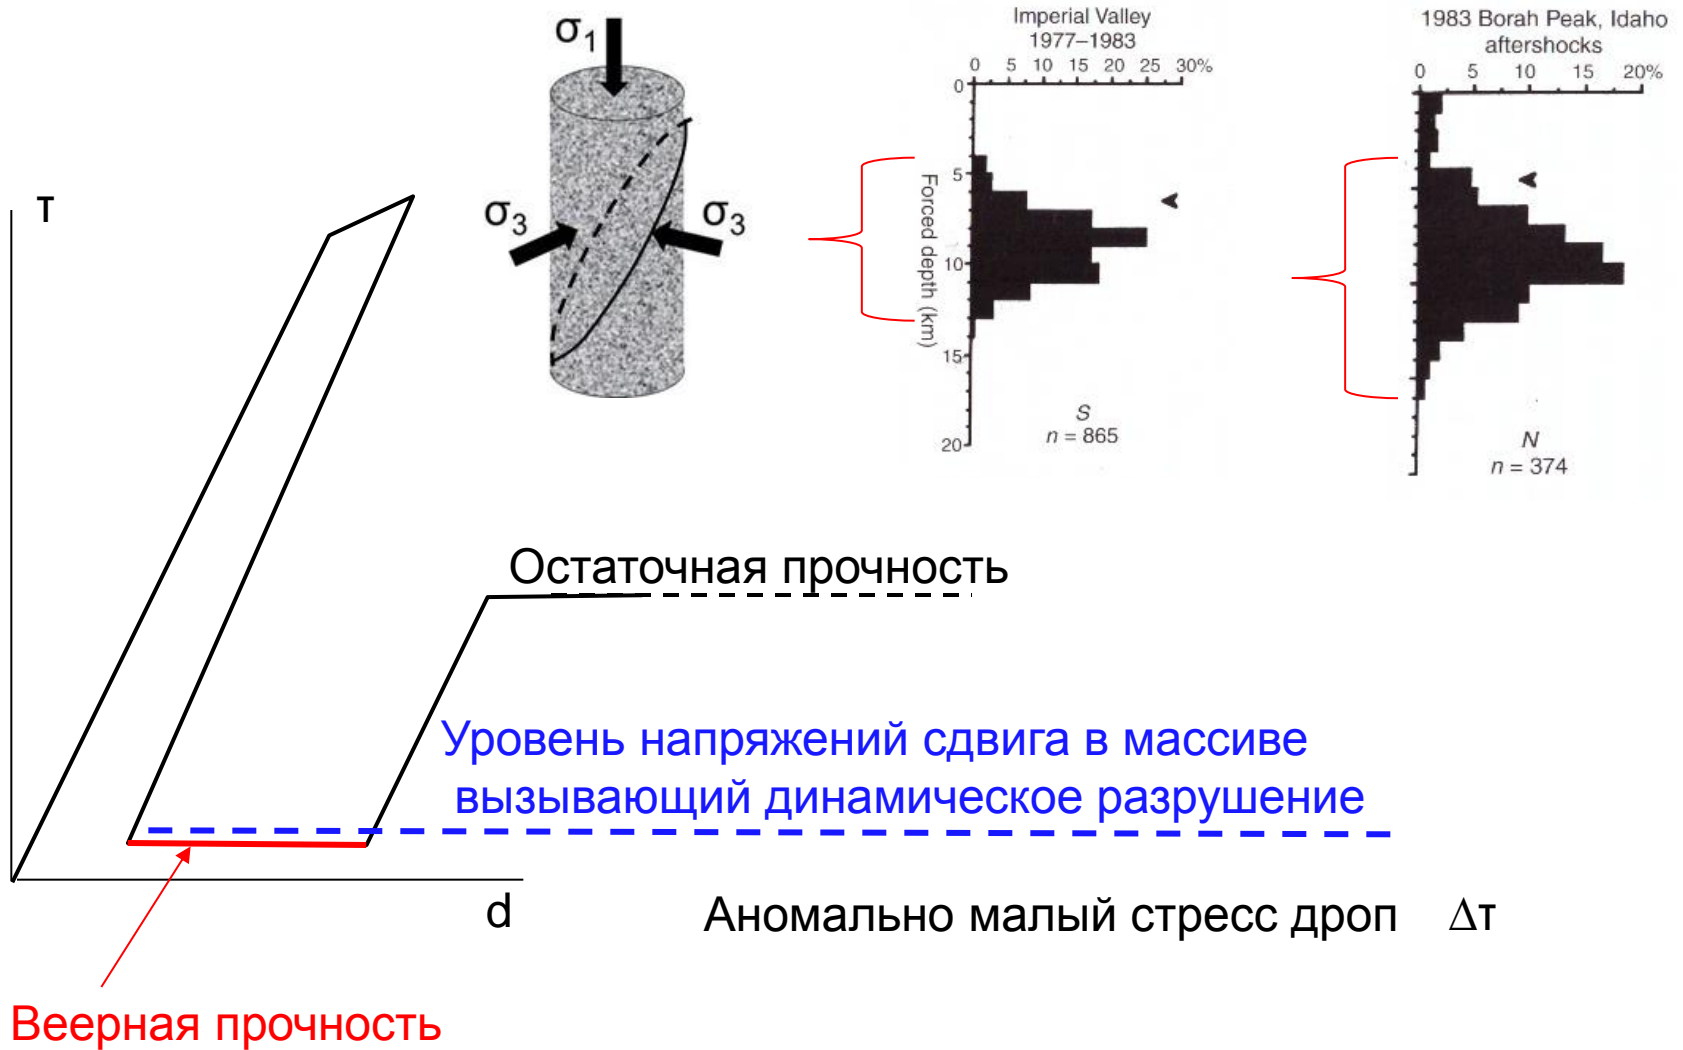 σ1
σ3
σ3
Imperial Valley
1977–1983
0 5 10 15 20 25 30%
0
5
10
15
20
Forced depth (km)
S
n = 865
1983 Borah Peak, Idaho
aftershocks
0 5 10 15 20%
N
n = 374
τ
Остаточная прочность
Уровень напряжений сдвига в массиве
вызывающий динамическое разрушение
d
Аномально малый стресс дроп Δτ
Веерная прочность